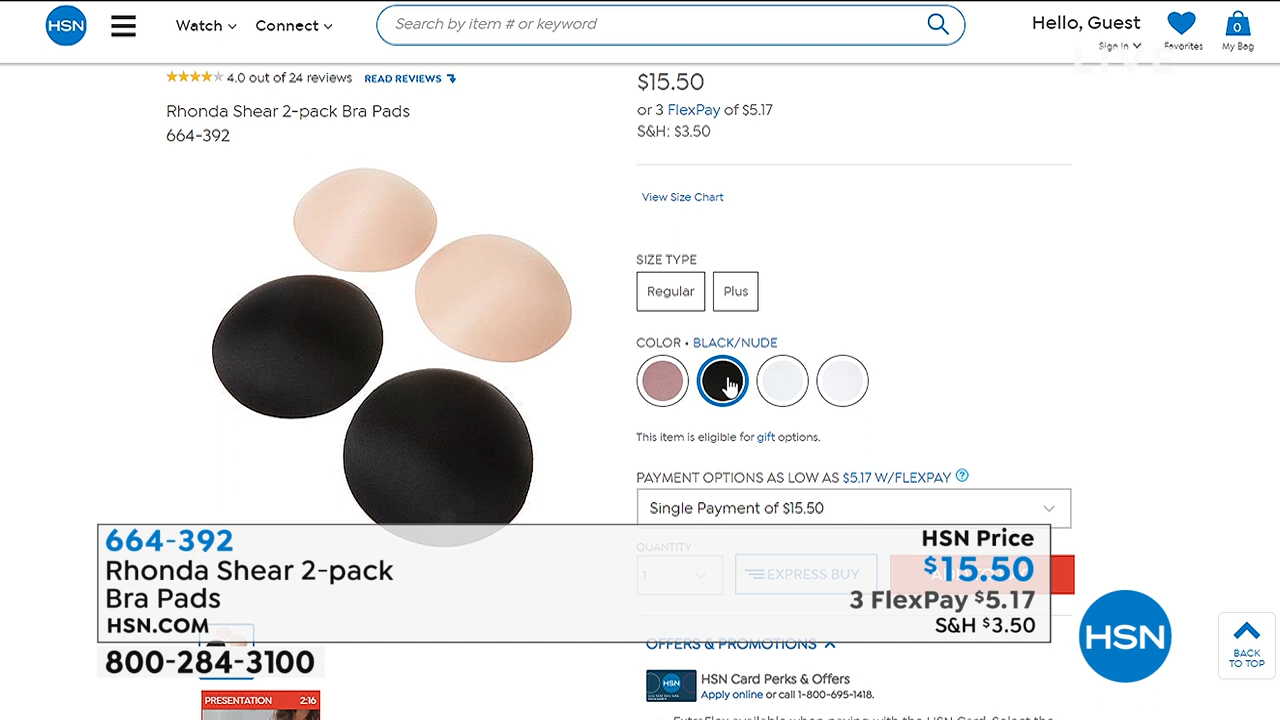 HSN
Watch
Connect
Search by item # or keyword
Hello, Guest
Sign In
Favorites
0
My Bag
LIVE
4.0 out of 24 reviews
READ REVIEWS
Rhonda Shear 2-pack Bra Pads
664-392
$15.50
or 3 FlexPay of $5.17
S&H: $3.50
View Size Chart
SIZE TYPE
Regular
Plus
COLOR • BLACK/NUDE
This item is eligible for gift options.
PAYMENT OPTIONS AS LOW AS $5.17 W/FLEXPAY ?
Single Payment of $15.50
QUANTITY
1
EXPRESS BUY
664-392
Rhonda Shear 2-pack
Bra Pads
HSN.COM
800-284-3100
HSN Price
$15.50
3 FlexPay $5.17
S&H $3.50
PRESENTATION 2:16
OFFERS & PROMOTIONS
HSN
HSN Card Perks & Offers
Apply online or call 1-800-695-1418.
HSN
BACK
TO TOP